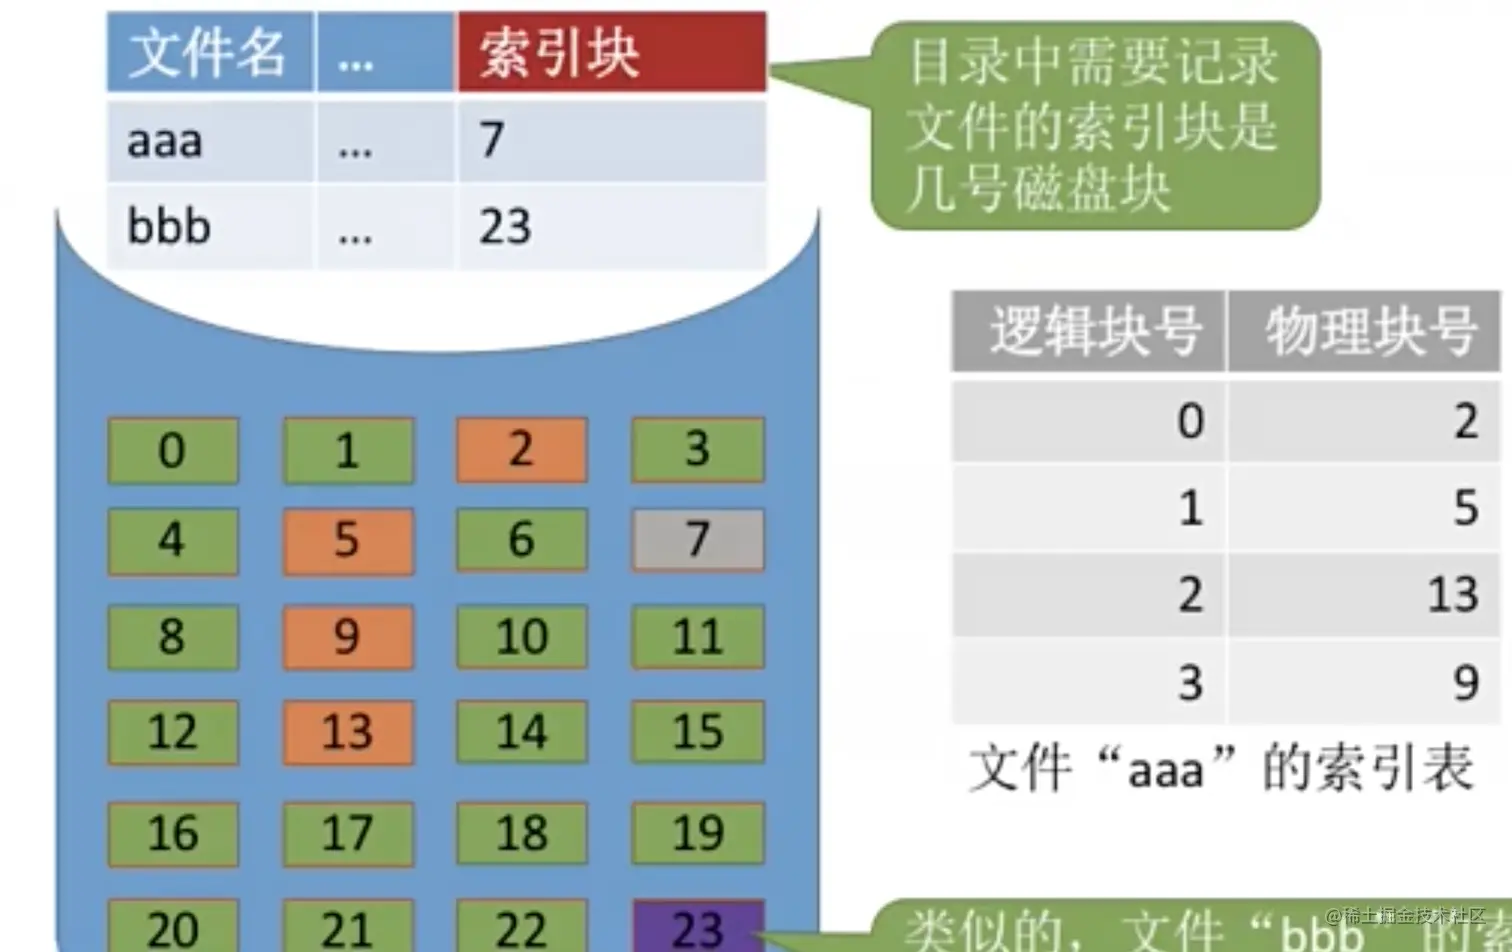 文件名 … 索引块
aaa … 7
bbb … 23
目录中需要记录
文件的索引块是
几号磁盘块
逻辑块号 物理块号
0 2
1 5
2 13
3 9
文件“aaa”的索引表
0 1 2 3
4 5 6 7
8 9 10 11
12 13 14 15
16 17 18 19
20 21 22 23
类似的，文件“bbb”的索
@稀土掘金技术社区